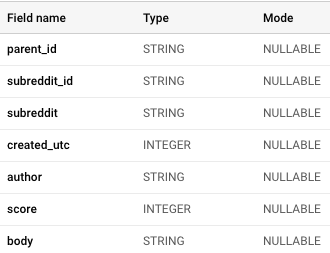 Field name Type Mode
parent_id STRING NULLABLE
subreddit_id STRING NULLABLE
subreddit STRING NULLABLE
created_utc INTEGER NULLABLE
author STRING NULLABLE
score INTEGER NULLABLE
body STRING NULLABLE